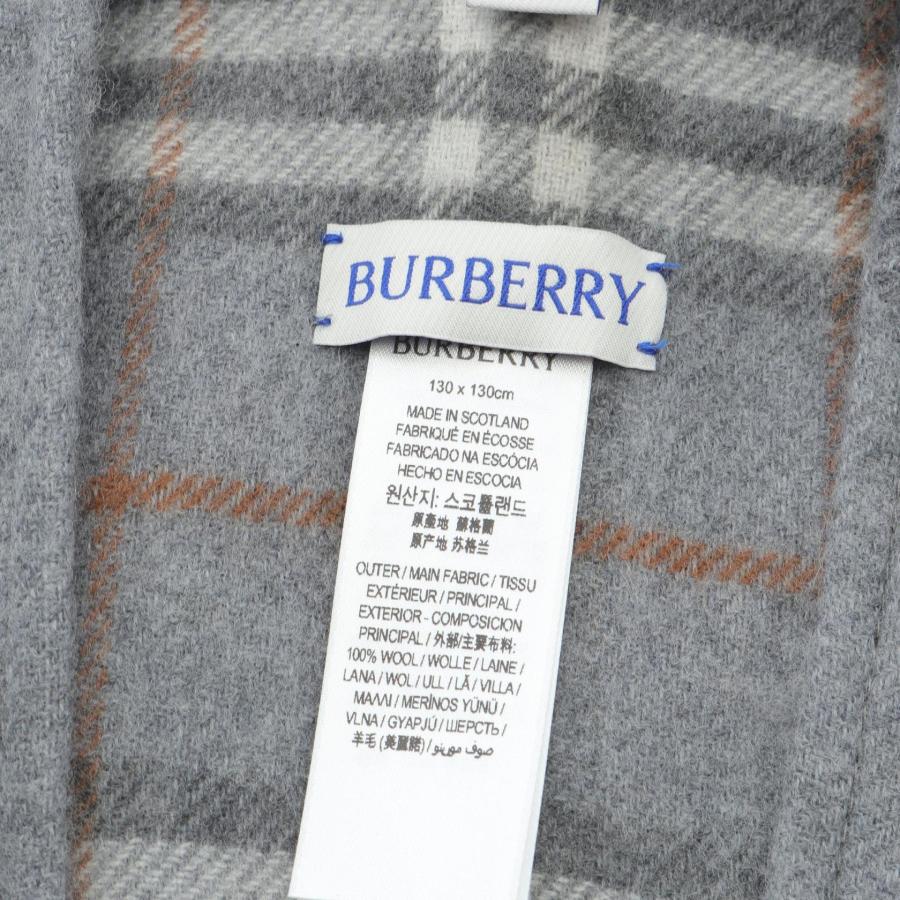 BURBERRY
BURBERRY
130 x 130cm
MADE IN SCOTLAND
FABRIQUÉ EN ÉCOSSE
FABRICADO NA ESCÓCIA
HECHO EN ESCOCIA
원산지: 스코틀랜드
原產地 蘇格蘭
原产地 苏格兰
OUTER / MAIN FABRIC / TISSU
EXTÉRIEUR / PRINCIPAL /
EXTERIOR - COMPOSICION
PRINCIPAL / 外部/主要布料:
100% WOOL / WOLLE / LAINE /
LANA / WOL / ULL / LÃ / VILLA /
ΜΑΛΛΙ / MERİNOS YÜNÜ /
VLNA / GYAPJÚ / ШЕРСТЬ /
羊毛 (美麗諾) / صوف مورينو